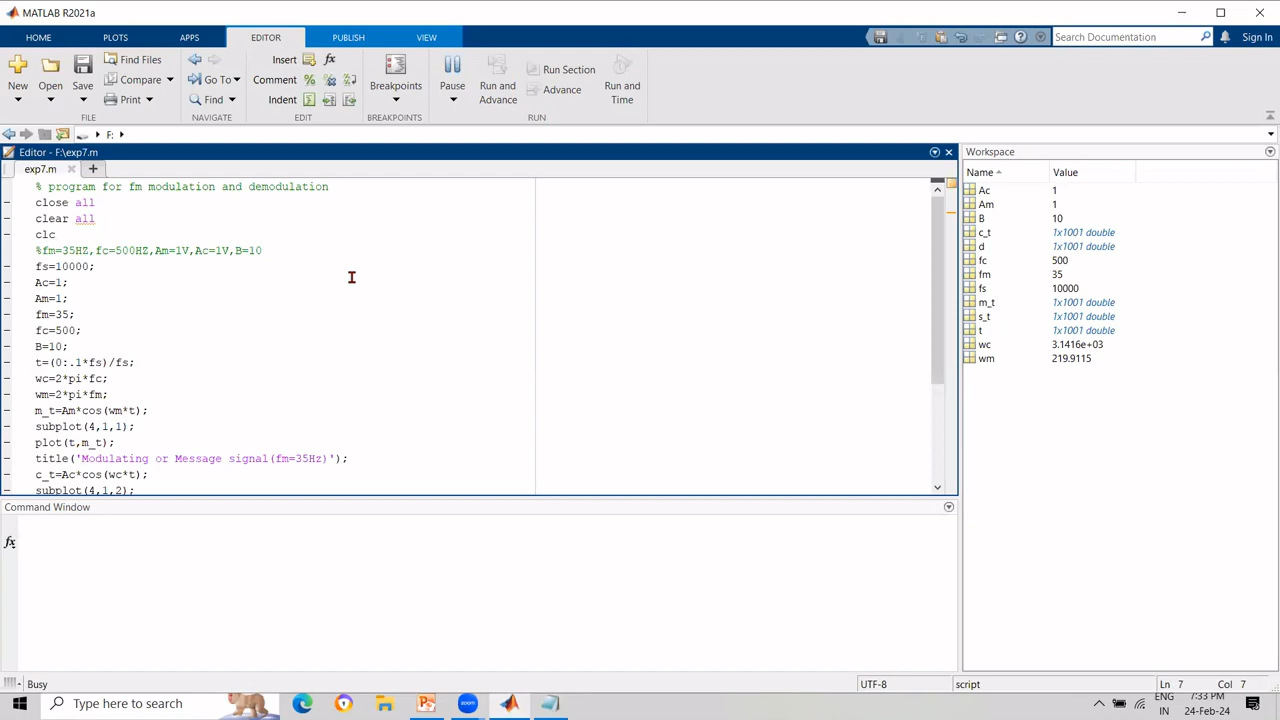 MATLAB R2021a
HOME PLOTS APPS EDITOR PUBLISH VIEW Search Documentation Sign In
New Open Save Find Files Compare Print
Go To Find
Insert fx Comment Indent
Breakpoints
Pause Run and Advance Run Section Advance Run and Time
FILE NAVIGATE EDIT BREAKPOINTS RUN
F:
Editor - F:\exp7.m
exp7.m
% program for fm modulation and demodulation
close all
clear all
clc
%fm=35HZ,fc=500HZ,Am=1V,Ac=1V,B=10
fs=10000;
Ac=1;
Am=1;
fm=35;
fc=500;
B=10;
t=(0:.1*fs)/fs;
wc=2*pi*fc;
wm=2*pi*fm;
m_t=Am*cos(wm*t);
subplot(4,1,1);
plot(t,m_t);
title('Modulating or Message signal(fm=35Hz)');
c_t=Ac*cos(wc*t);
subplot(4,1,2);
Workspace
Name Value
Ac 1
Am 1
B 10
c_t 1x1001 double
d 1x1001 double
fc 500
fm 35
fs 10000
m_t 1x1001 double
s_t 1x1001 double
t 1x1001 double
wc 3.1416e+03
wm 219.9115
Command Window
fx
Busy UTF-8 script Ln 7 Col 7
Type here to search
zoom
ENG
IN
7:33 PM
24-Feb-24